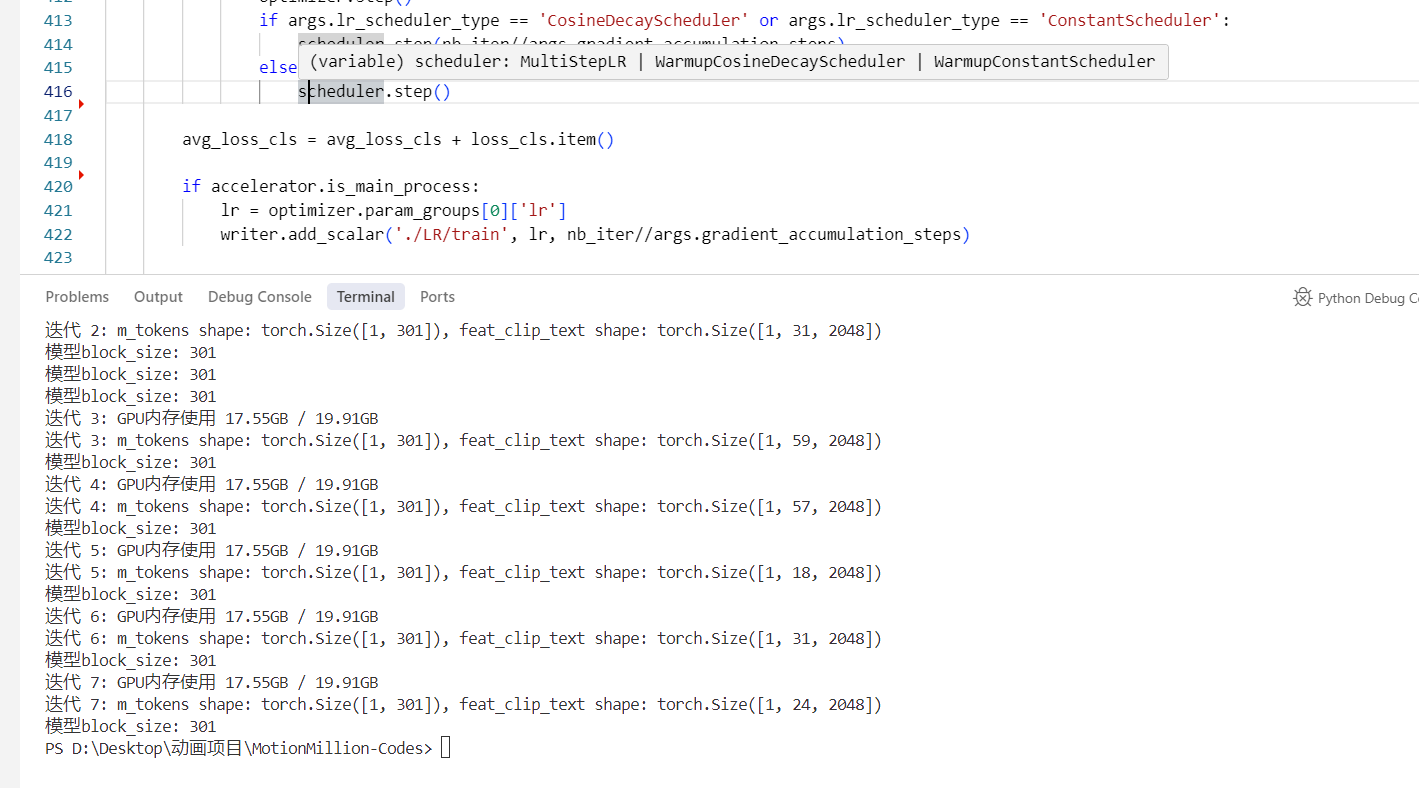 412 optimizer.step()
413 if args.lr_scheduler_type == 'CosineDecayScheduler' or args.lr_scheduler_type == 'ConstantScheduler':
414 scheduler.step(nb_iter//args.gradient_accumulation_steps)
(variable) scheduler: MultiStepLR | WarmupCosineDecayScheduler | WarmupConstantScheduler
415 else
416 scheduler.step()
417
418 avg_loss_cls = avg_loss_cls + loss_cls.item()
419
420 if accelerator.is_main_process:
421 lr = optimizer.param_groups[0]['lr']
422 writer.add_scalar('./LR/train', lr, nb_iter//args.gradient_accumulation_steps)
423
Problems Output Debug Console Terminal Ports Python Debug C
迭代 2: m_tokens shape: torch.Size([1, 301]), feat_clip_text shape: torch.Size([1, 31, 2048])
模型block_size: 301
模型block_size: 301
模型block_size: 301
迭代 3: GPU内存使用 17.55GB / 19.91GB
迭代 3: m_tokens shape: torch.Size([1, 301]), feat_clip_text shape: torch.Size([1, 59, 2048])
模型block_size: 301
迭代 4: GPU内存使用 17.55GB / 19.91GB
迭代 4: m_tokens shape: torch.Size([1, 301]), feat_clip_text shape: torch.Size([1, 57, 2048])
模型block_size: 301
迭代 5: GPU内存使用 17.55GB / 19.91GB
迭代 5: m_tokens shape: torch.Size([1, 301]), feat_clip_text shape: torch.Size([1, 18, 2048])
模型block_size: 301
迭代 6: GPU内存使用 17.55GB / 19.91GB
迭代 6: m_tokens shape: torch.Size([1, 301]), feat_clip_text shape: torch.Size([1, 31, 2048])
模型block_size: 301
迭代 7: GPU内存使用 17.55GB / 19.91GB
迭代 7: m_tokens shape: torch.Size([1, 301]), feat_clip_text shape: torch.Size([1, 24, 2048])
模型block_size: 301
PS D:\Desktop\动画项目\MotionMillion-Codes>